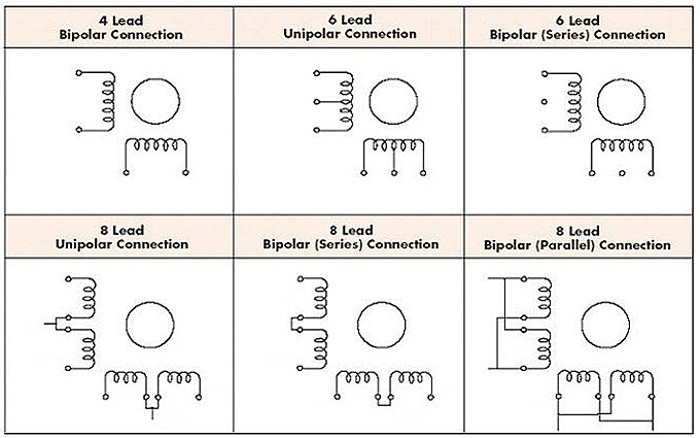 4 Lead
Bipolar Connection
6 Lead
Unipolar Connection
6 Lead
Bipolar (Series) Connection
8 Lead
Unipolar Connection
8 Lead
Bipolar (Series) Connection
8 Lead
Bipolar (Parallel) Connection